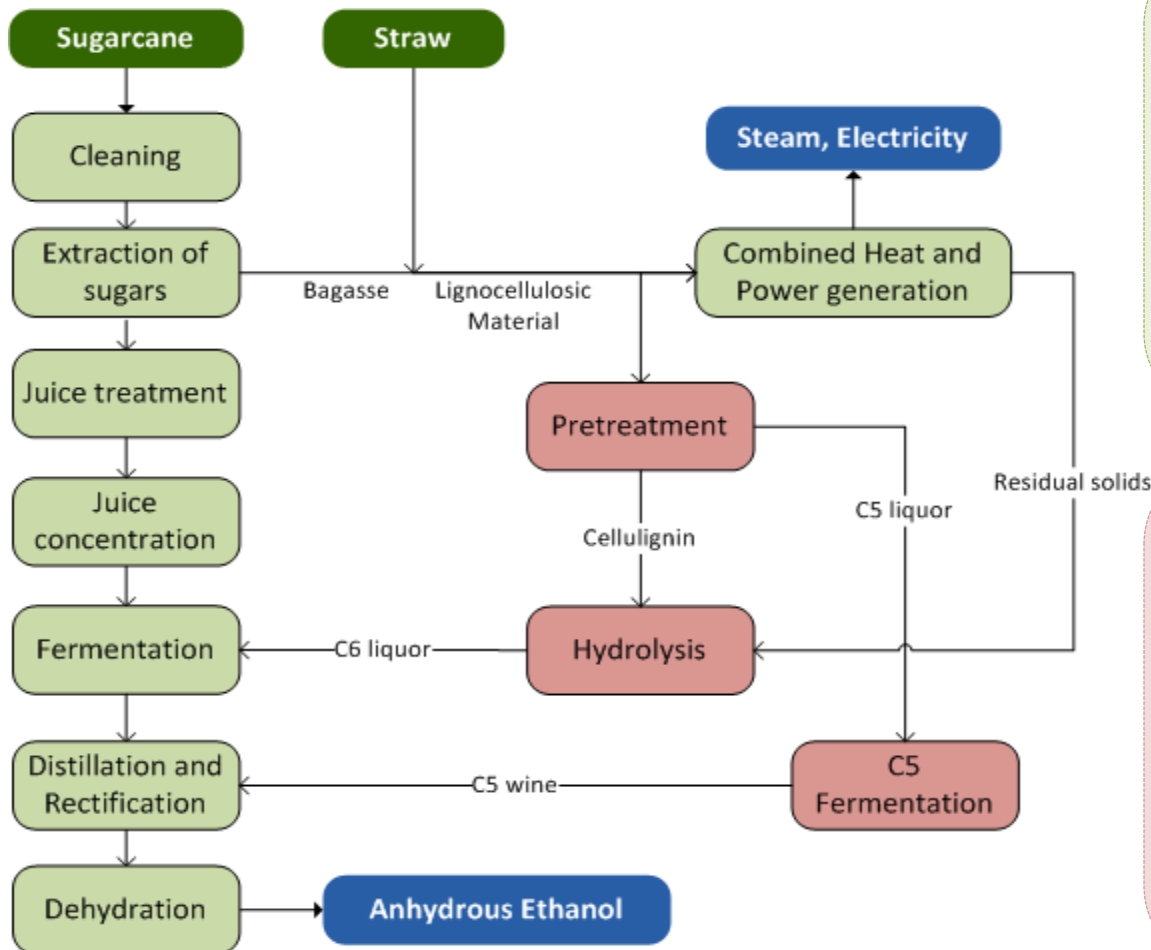 Sugarcane
Straw
Cleaning
Steam, Electricity
Extraction of
sugars
Bagasse
Lignocellulosic
Material
Combined Heat and
Power generation
Juice treatment
Pretreatment
Residual solids
C5 liquor
Juice
concentration
Cellulignin
Fermentation
C6 liquor
Hydrolysis
Distillation and
Rectification
C5 wine
C5
Fermentation
Dehydration
Anhydrous Ethanol